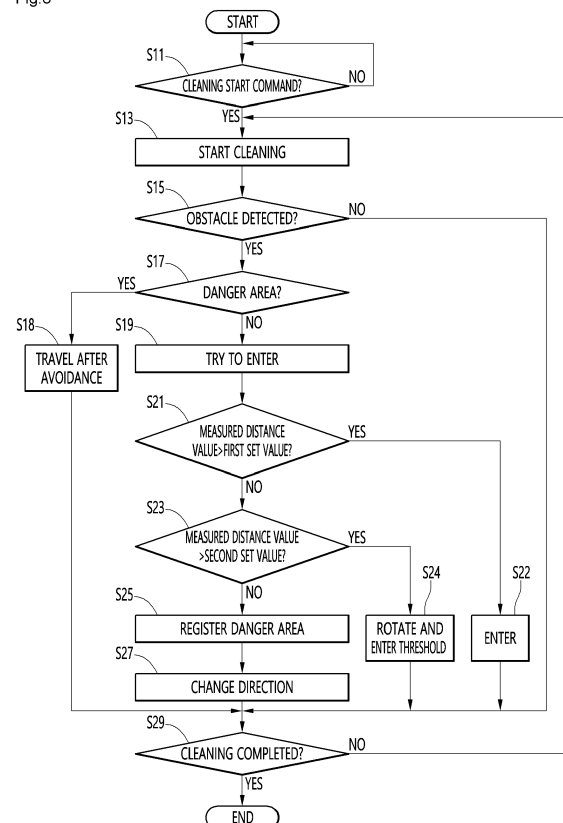 START
S11
CLEANING START COMMAND?
NO
YES
S13
START CLEANING
S15
OBSTACLE DETECTED?
NO
YES
S17
DANGER AREA?
YES
NO
S18
TRAVEL AFTER
AVOIDANCE
S19
TRY TO ENTER
S21
MEASURED DISTANCE
VALUE>FIRST SET VALUE?
YES
NO
S23
MEASURED DISTANCE VALUE
>SECOND SET VALUE?
YES
NO
S24
ROTATE AND
ENTER THRESHOLD
S22
ENTER
S25
REGISTER DANGER AREA
S27
CHANGE DIRECTION
S29
CLEANING COMPLETED?
NO
YES
END